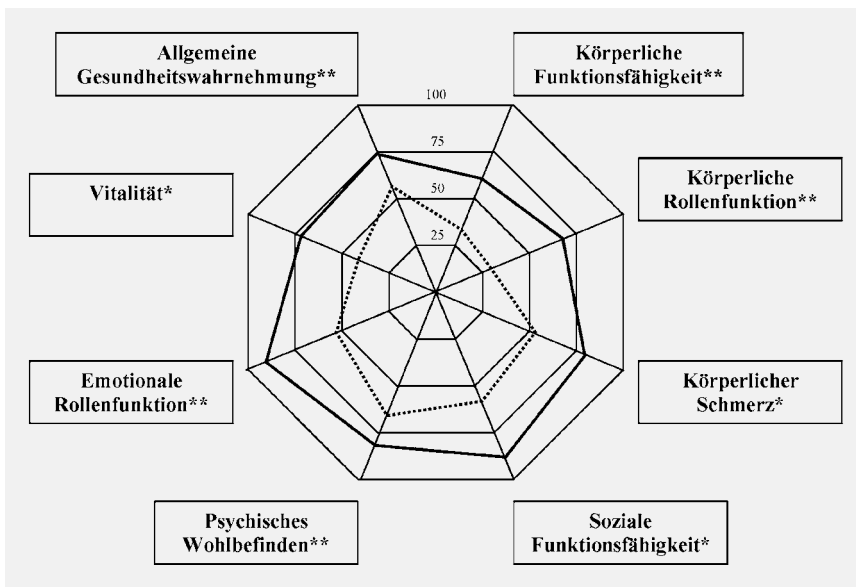 Allgemeine
Gesundheitswahrnehmung**
Körperliche
Funktionsfähigkeit**
100
75
50
25
Vitalität*
Körperliche
Rollenfunktion**
Emotionale
Rollenfunktion**
Körperlicher
Schmerz*
Psychisches
Wohlbefinden**
Soziale
Funktionsfähigkeit*